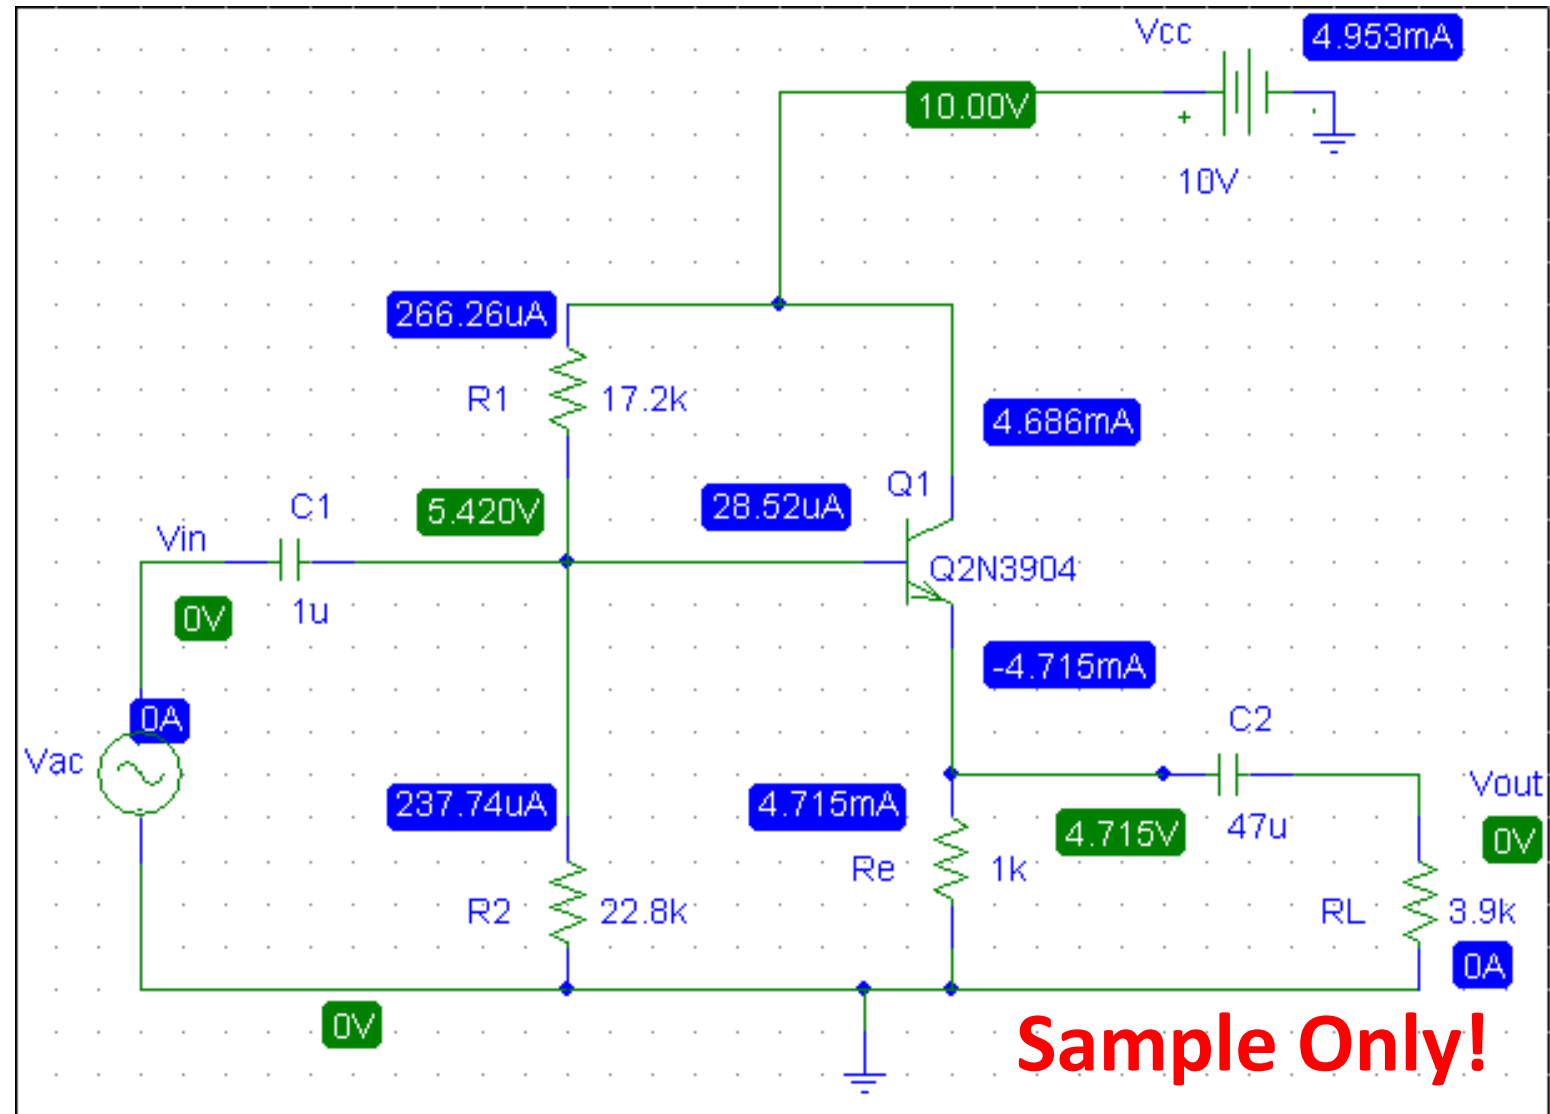 Vcc
4.953mA
10.00V
+
-
10V
266.26uA
R1
17.2k
4.686mA
Q1
C1
5.420V
28.52uA
Vin
Q2N3904
0V
1u
-4.715mA
0A
C2
Vac
237.74uA
4.715mA
4.715V
47u
Vout
0V
Re
1k
R2
22.8k
RL
3.9k
0A
0V
Sample Only!